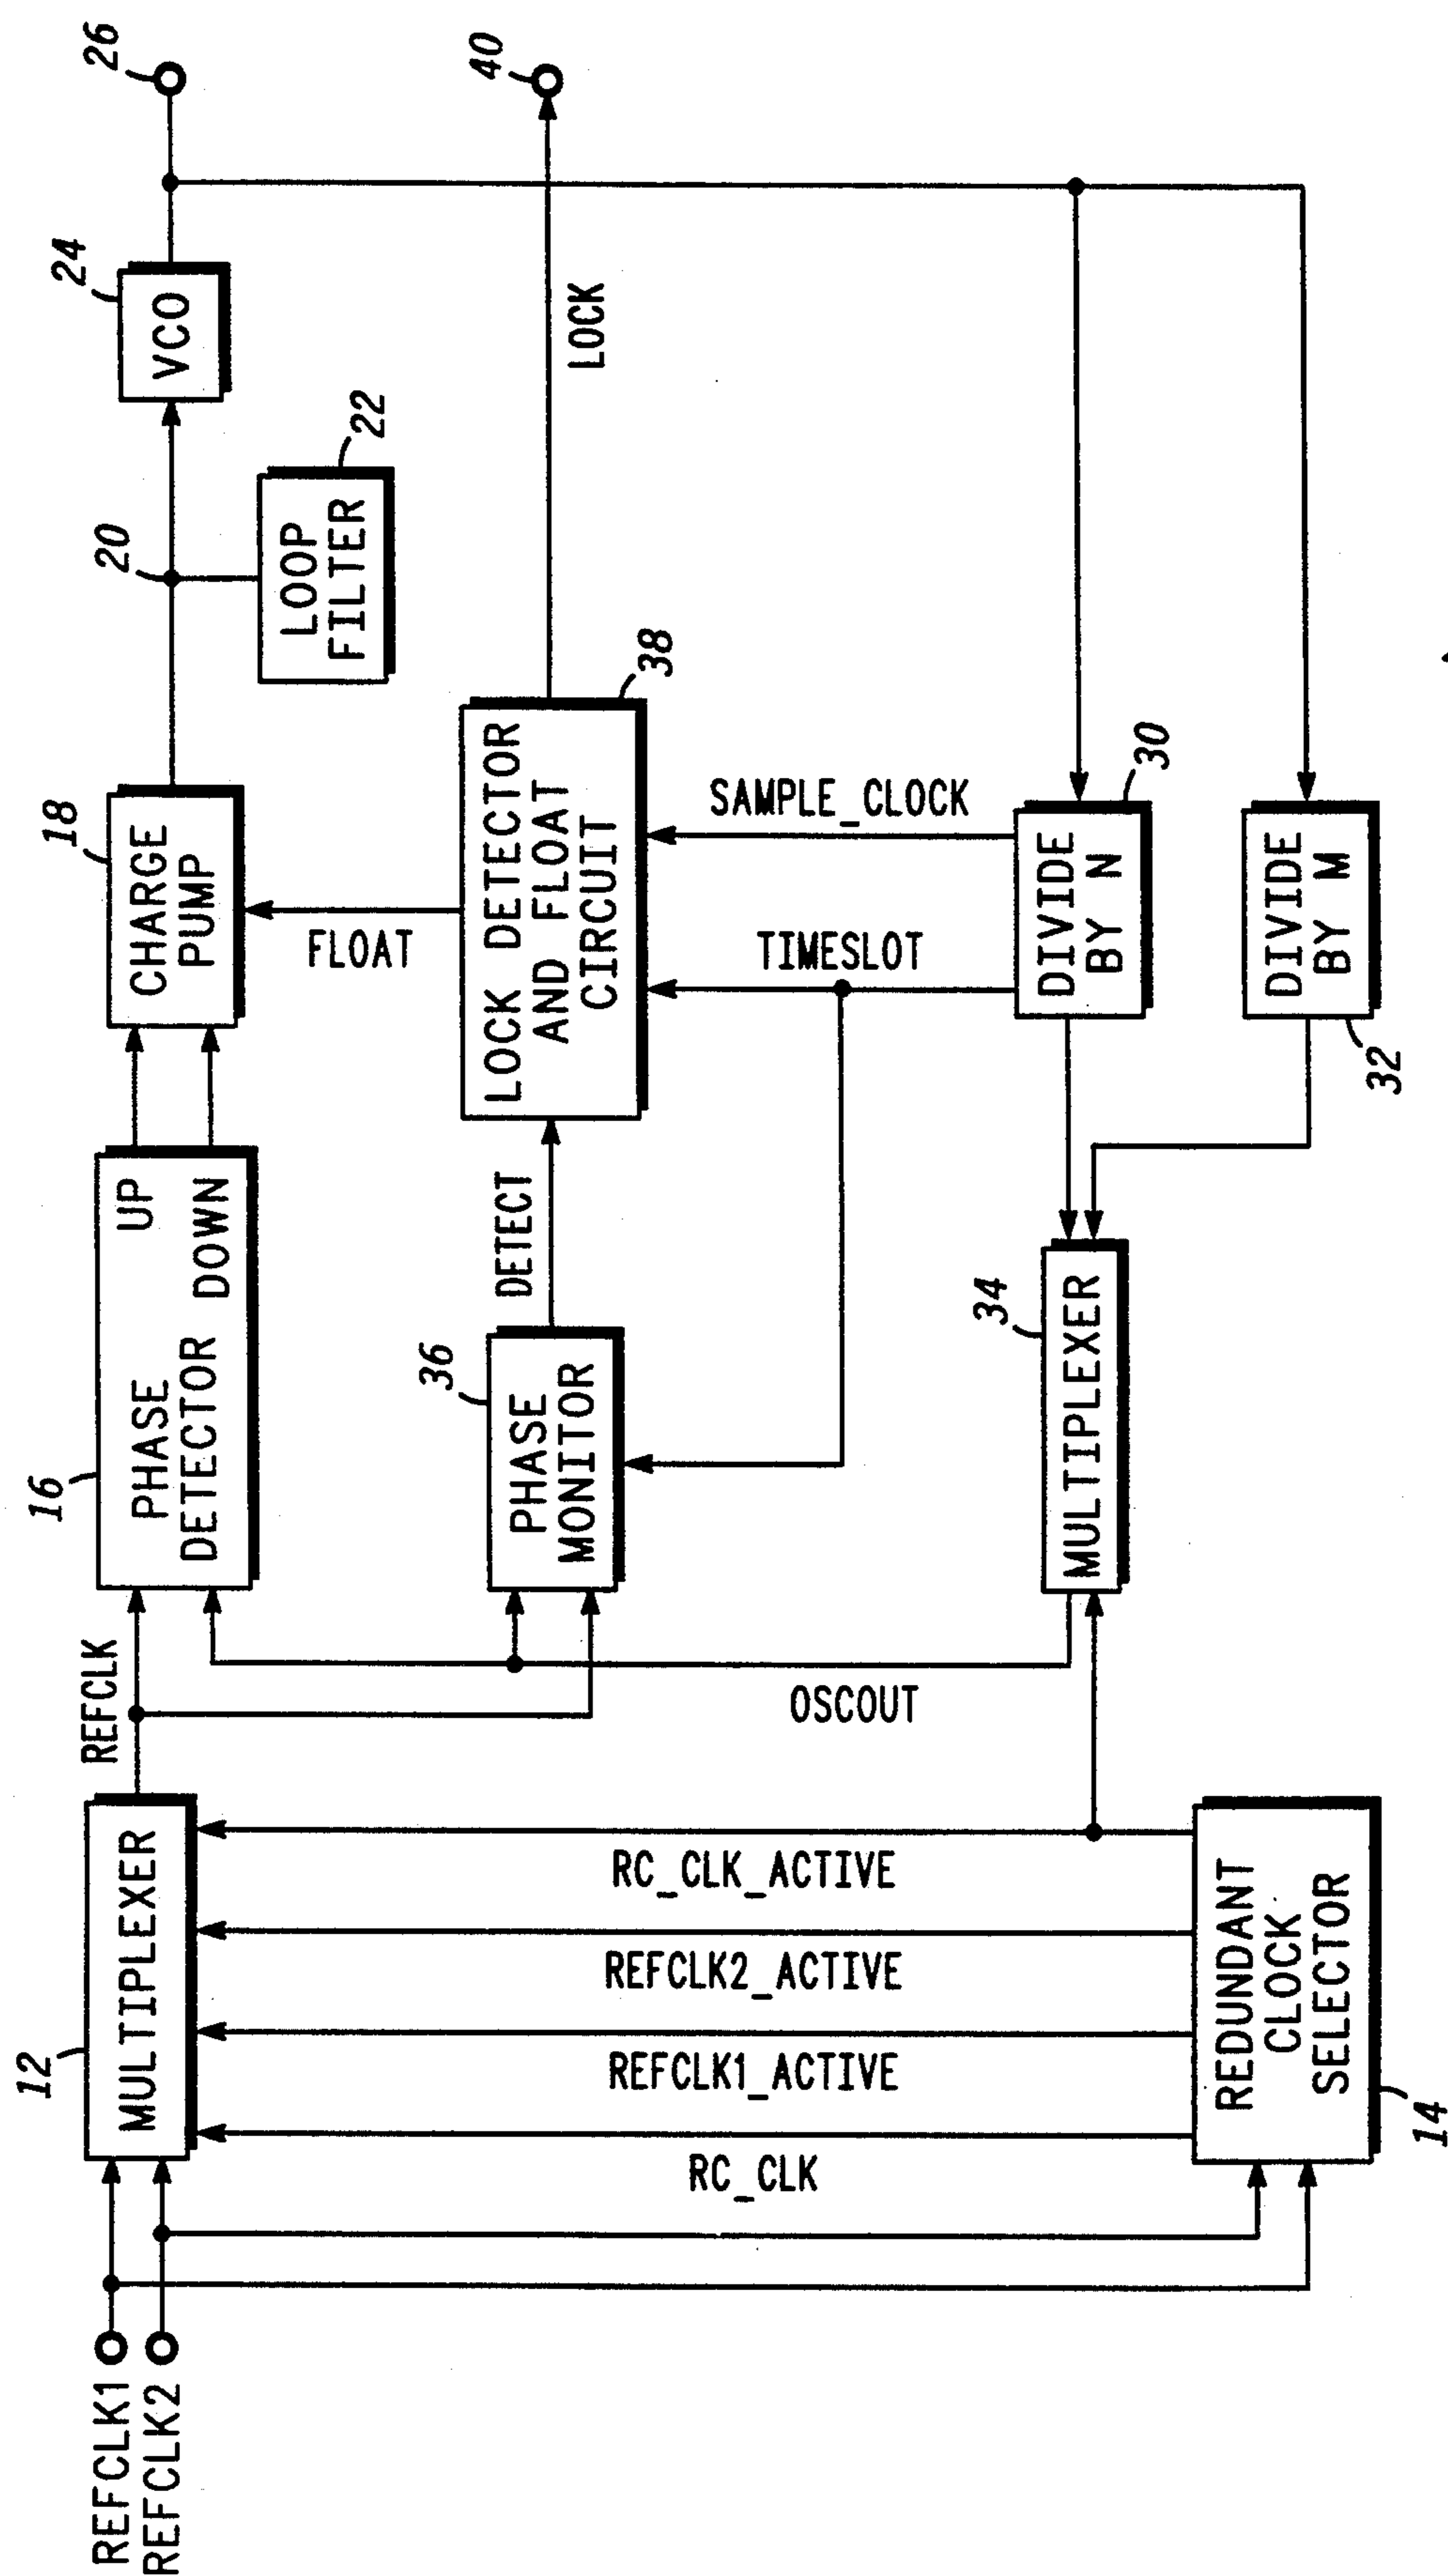 26
40
24
VCO
20
LOOP
FILTER
22
LOCK
18
CHARGE
PUMP
FLOAT
LOCK DETECTOR
AND FLOAT
CIRCUIT
38
SAMPLE_CLOCK
TIMESLOT
DIVIDE
BY N
30
DIVIDE
BY M
32
16
PHASE
DETECTOR
UP
DOWN
DETECT
36
PHASE
MONITOR
34
MULTIPLEXER
REFCLK
OSCOUT
12
MULTIPLEXER
RC_CLK_ACTIVE
REFCLK2_ACTIVE
REFCLK1_ACTIVE
RC_CLK
REDUNDANT
CLOCK
SELECTOR
14
REFCLK1
REFCLK2